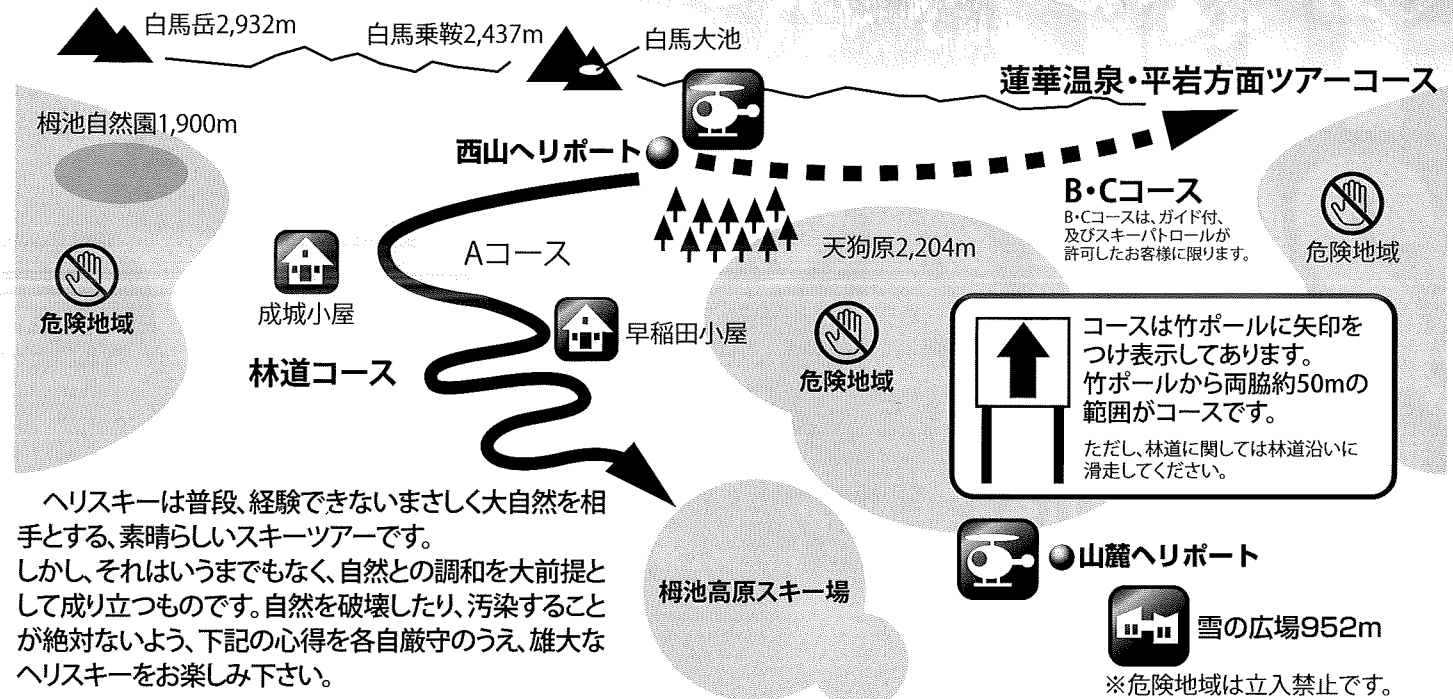 白馬岳2,932m
白馬乗鞍2,437m
白馬大池
蓮華温泉・平岩方面ツアーコース
栂池自然園1,900m
西山ヘリポート
B・Cコース
B・Cコースは、ガイド付、
及びスキーパトロールが
許可したお客様に限ります。
危険地域
Aコース
天狗原2,204m
危険地域
成城小屋
早稲田小屋
危険地域
林道コース
コースは竹ポールに矢印を
つけ表示してあります。
竹ポールから両脇約50mの
範囲がコースです。
ただし、林道に関しては林道沿いに
滑走してください。
ヘリスキーは普段、経験できないまさしく大自然を相
手とする、素晴らしいスキーツアーです。
しかし、それはいうまでもなく、自然との調和を大前提と
して成り立つものです。自然を破壊したり、汚染すること
が絶対ないよう、下記の心得を各自厳守のうえ、雄大な
ヘリスキーをお楽しみ下さい。
栂池高原スキー場
山麓ヘリポート
雪の広場952m
※危険地域は立入禁止です。